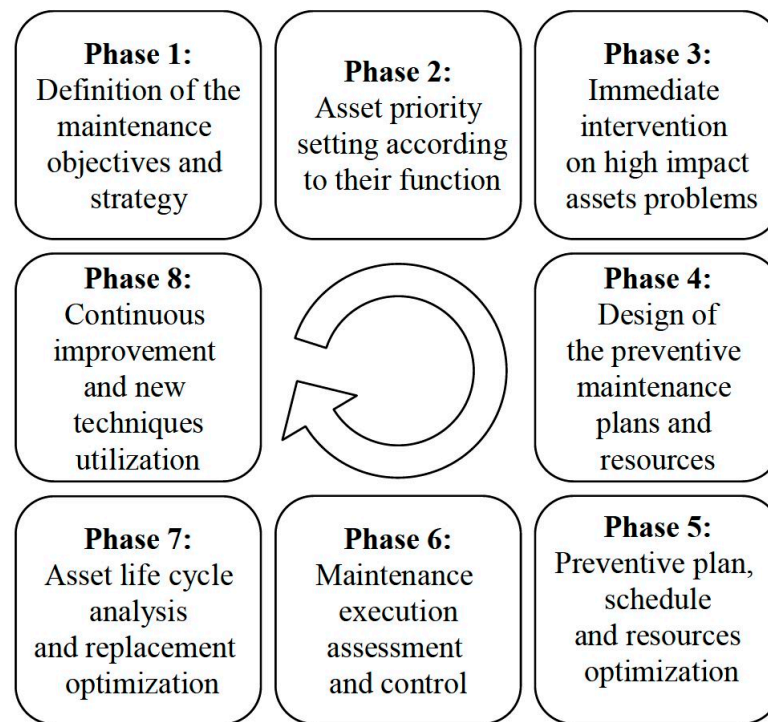 Phase 1:
Definition of the
maintenance
objectives and
strategy
Phase 2:
Asset priority
setting according
to their function
Phase 3:
Immediate
intervention
on high impact
assets problems
Phase 8:
Continuous
improvement
and new
techniques
utilization
Phase 4:
Design of
the preventive
maintenance
plans and
resources
Phase 7:
Asset life cycle
analysis
and replacement
optimization
Phase 6:
Maintenance
execution
assessment
and control
Phase 5:
Preventive plan,
schedule
and resources
optimization